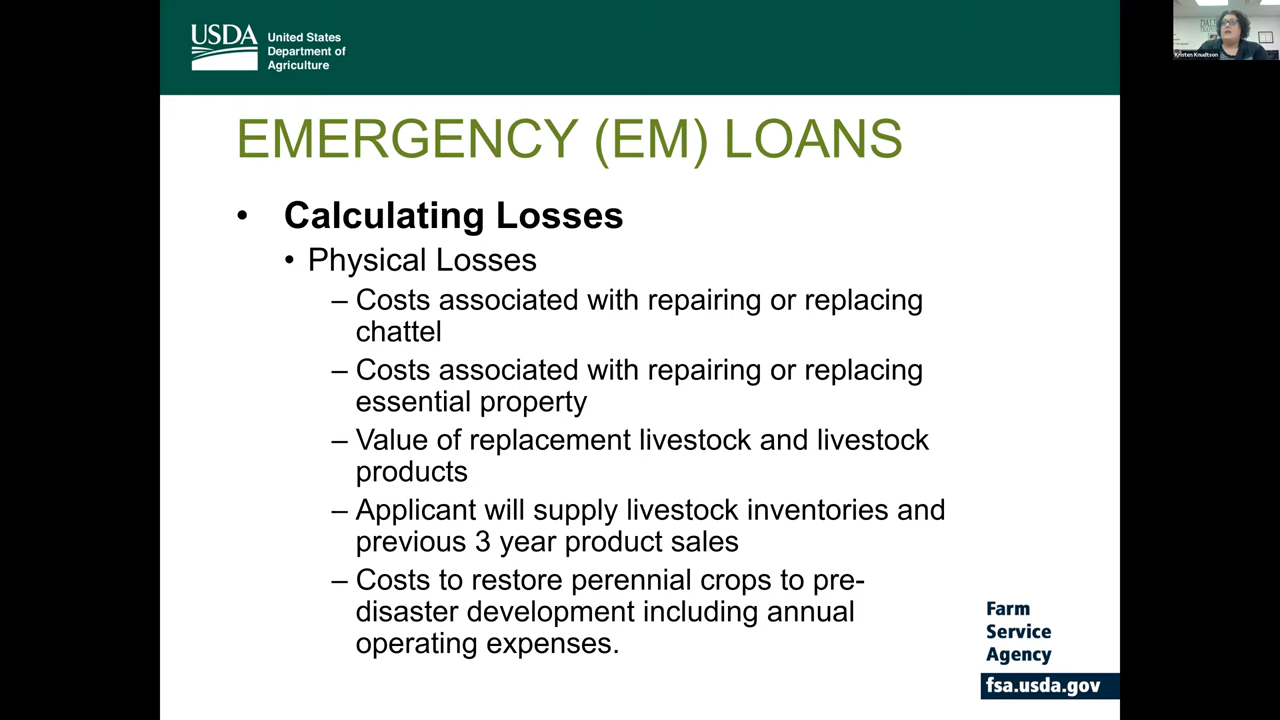 USDA
United States
Department of
Agriculture
Kristen Knudtson
EMERGENCY (EM) LOANS
• Calculating Losses
• Physical Losses
– Costs associated with repairing or replacing
chattel
– Costs associated with repairing or replacing
essential property
– Value of replacement livestock and livestock
products
– Applicant will supply livestock inventories and
previous 3 year product sales
– Costs to restore perennial crops to pre-
disaster development including annual
operating expenses.
Farm
Service
Agency
fsa.usda.gov